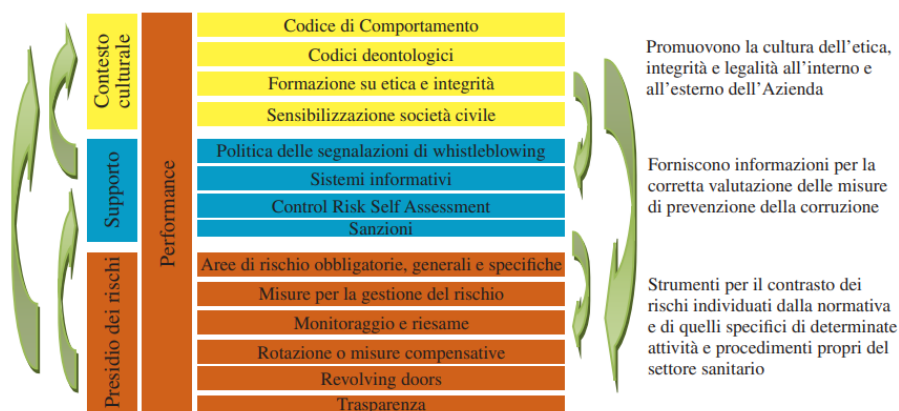 Contesto
culturale
Supporto
Presidio dei rischi
Performance
Codice di Comportamento
Codici deontologici
Formazione su etica e integrità
Sensibilizzazione società civile
Politica delle segnalazioni di whistleblowing
Sistemi informativi
Control Risk Self Assessment
Sanzioni
Aree di rischio obbligatorie, generali e specifiche
Misure per la gestione del rischio
Monitoraggio e riesame
Rotazione o misure compensative
Revolving doors
Trasparenza
Promuovono la cultura dell’etica,
integrità e legalità all’interno e
all’esterno dell’Azienda
Forniscono informazioni per la
corretta valutazione delle misure
di prevenzione della corruzione
Strumenti per il contrasto dei
rischi individuati dalla normativa
e di quelli specifici di determinate
attività e procedimenti propri del
settore sanitario